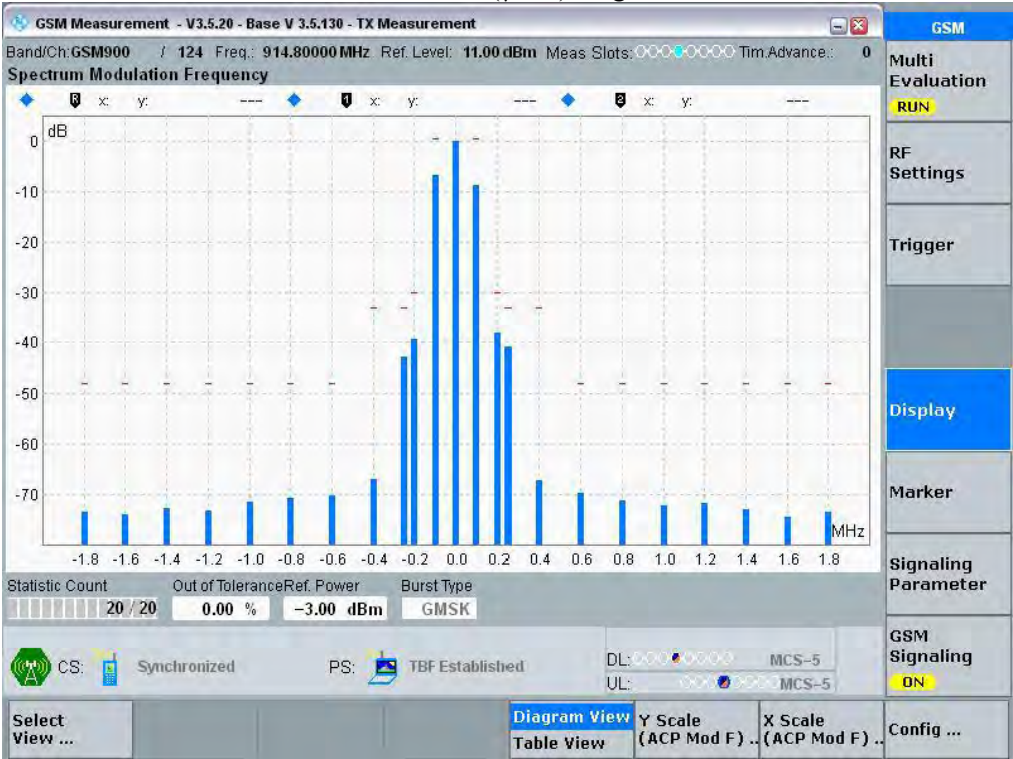 GSM Measurement - V3.5.20 - Base V 3.5.130 - TX Measurement
GSM
Band/Ch:GSM900 / 124 Freq.: 914.80000 MHz Ref. Level: 11.00 dBm Meas Slots: Tim.Advance.: 0
Spectrum Modulation Frequency
R x: y: --- 1 x: y: --- 2 x: y: ---
dB
0
-10
-20
-30
-40
-50
-60
-70
MHz
-1.8 -1.6 -1.4 -1.2 -1.0 -0.8 -0.6 -0.4 -0.2 0.0 0.2 0.4 0.6 0.8 1.0 1.2 1.4 1.6 1.8
Statistic Count Out of Tolerance Ref. Power Burst Type
20 / 20 0.00 % -3.00 dBm GMSK
CS: Synchronized PS: TBF Established
DL: MCS-5
UL: MCS-5
Multi
Evaluation
RUN
RF
Settings
Trigger
Display
Marker
Signaling
Parameter
GSM
Signaling
ON
Select
View ...
Diagram View
Table View
Y Scale
(ACP Mod F) ..
X Scale
(ACP Mod F) ..
Config ...